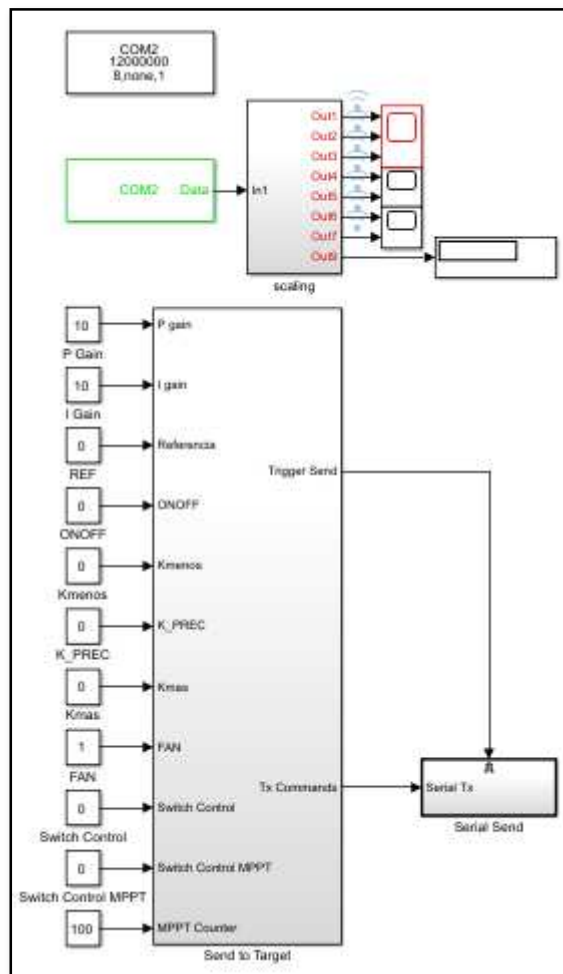 COM2
12000000
8,none,1
COM2 Data
In1
Out1
Out2
Out3
Out4
Out5
Out6
Out7
Out8
scaling
10
P Gain
10
I Gain
0
REF
0
ONOFF
0
Kmenos
0
K_PREC
0
Kmas
1
FAN
0
Switch Control
0
Switch Control MPPT
100
P gain
I gain
Referencia
ONOFF
Kmenos
K_PREC
Kmas
FAN
Switch Control
Switch Control MPPT
MPPT Counter
Trigger Send
Tx Commands
Send to Target
Serial Tx
Serial Send